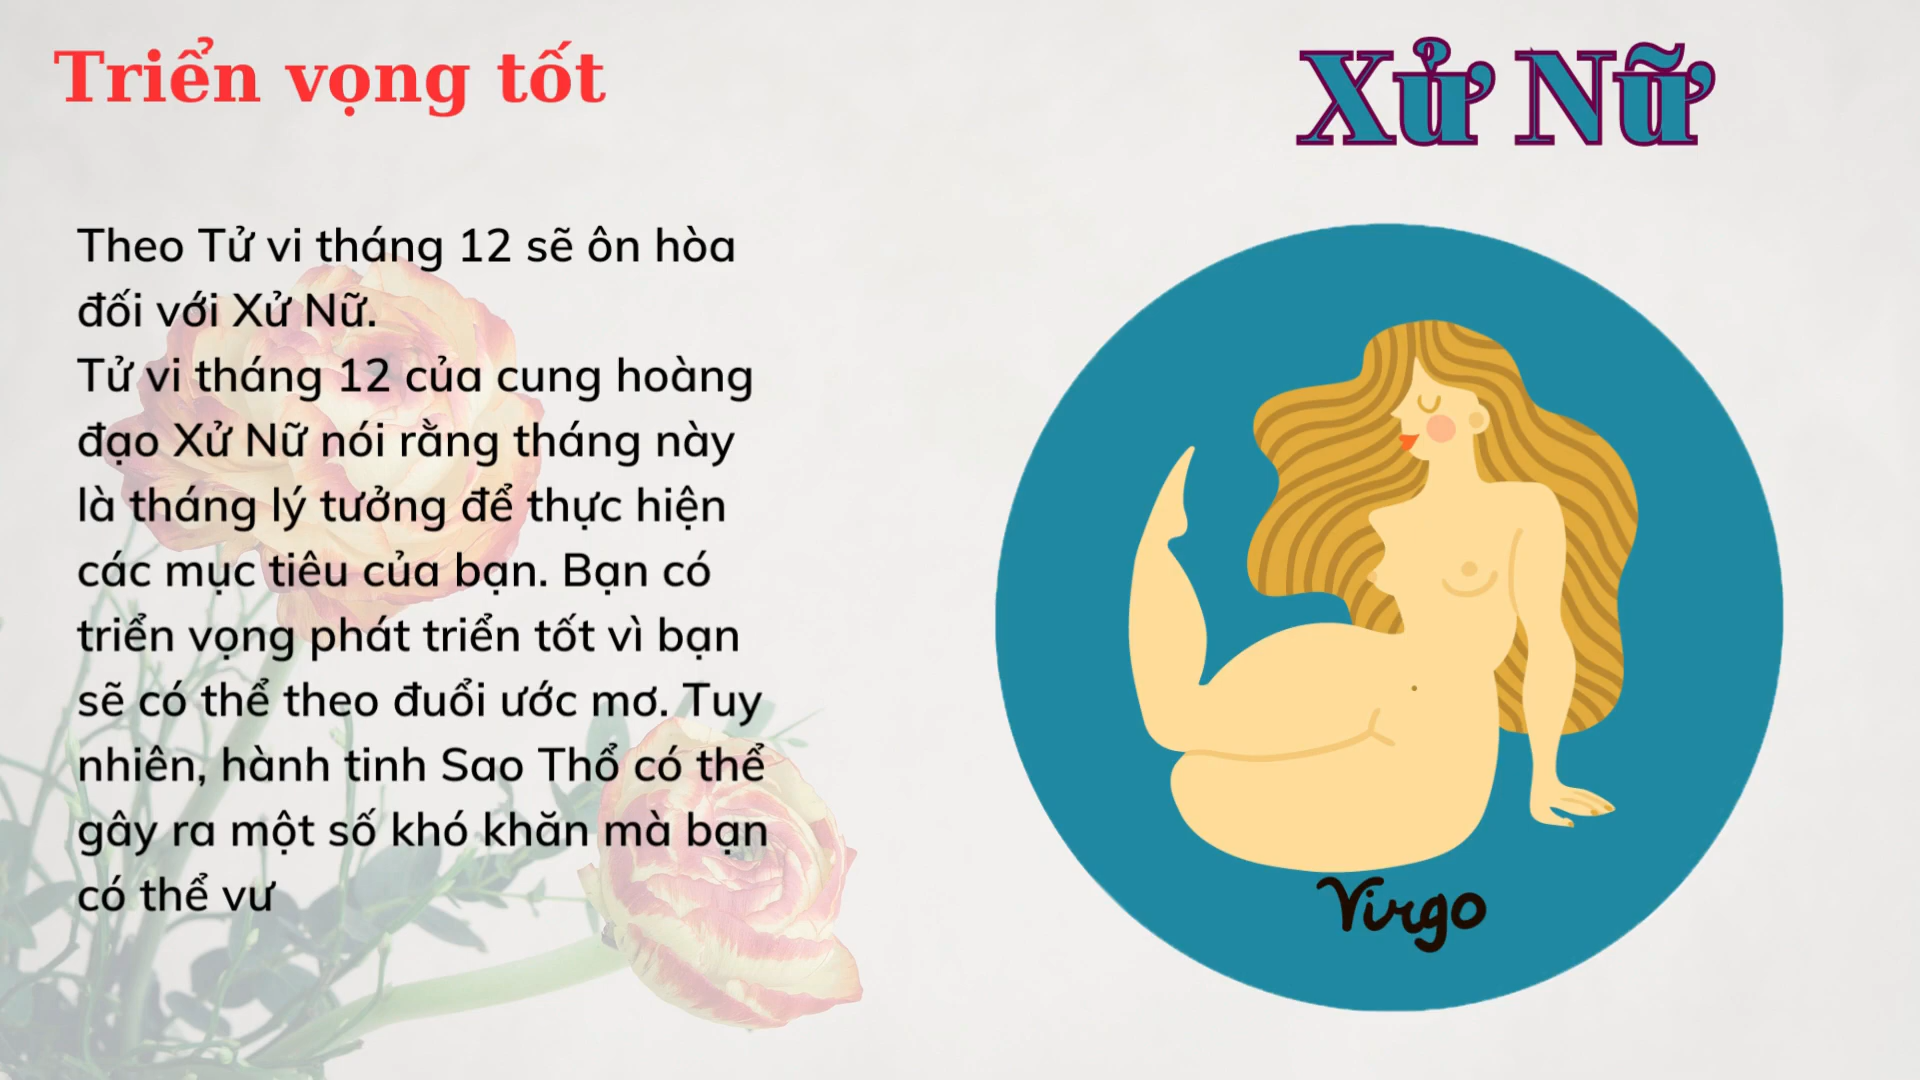 Triển vọng tốt
Xử Nữ
Theo Tử vi tháng 12 sẽ ôn hòa
đối với Xử Nữ.
Tử vi tháng 12 của cung hoàng
đạo Xử Nữ nói rằng tháng này
là tháng lý tưởng để thực hiện
các mục tiêu của bạn. Bạn có
triển vọng phát triển tốt vì bạn
sẽ có thể theo đuổi ước mơ. Tuy
nhiên, hành tinh Sao Thổ có thể
gây ra một số khó khăn mà bạn
có thể vư
Virgo